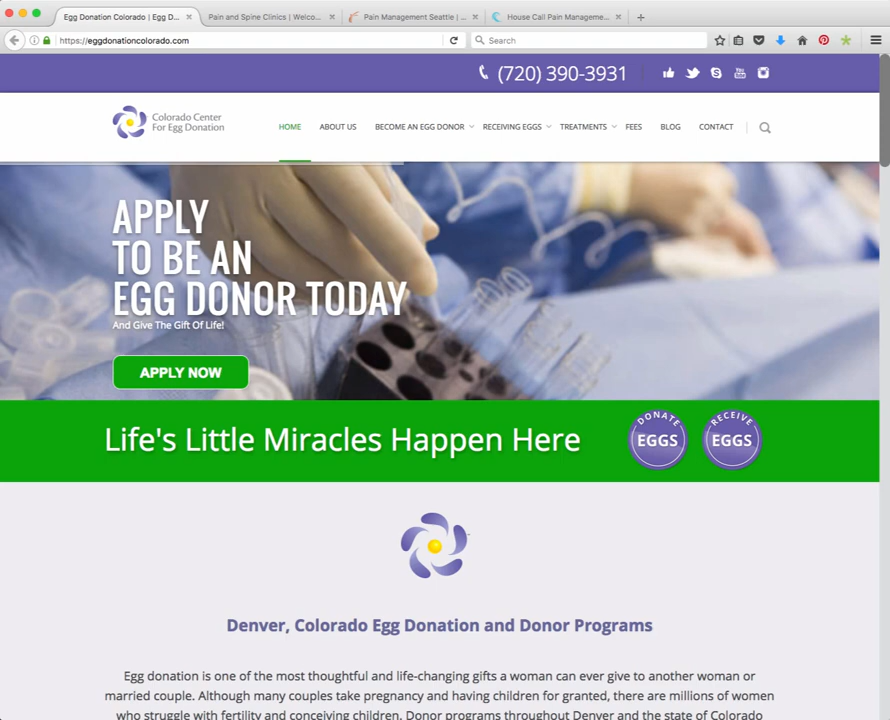 Egg Donation Colorado | Egg D...
Pain and Spine Clinics | Welco...
Pain Management Seattle | ...
House Call Pain Manageme...
https://eggdonationcolorado.com
Search
(720) 390-3931
You
Tube
Colorado Center
For Egg Donation
HOME
ABOUT US
BECOME AN EGG DONOR
RECEIVING EGGS
TREATMENTS
FEES
BLOG
CONTACT
APPLY
TO BE AN
EGG DONOR TODAY
And Give The Gift Of Life!
APPLY NOW
Life's Little Miracles Happen Here
DONATE
EGGS
RECEIVE
EGGS
Denver, Colorado Egg Donation and Donor Programs
Egg donation is one of the most thoughtful and life-changing gifts a woman can ever give to another woman or
married couple. Although many couples take pregnancy and having children for granted, there are millions of women
who struggle with fertility and conceiving children. Donor programs throughout Denver and the state of Colorado